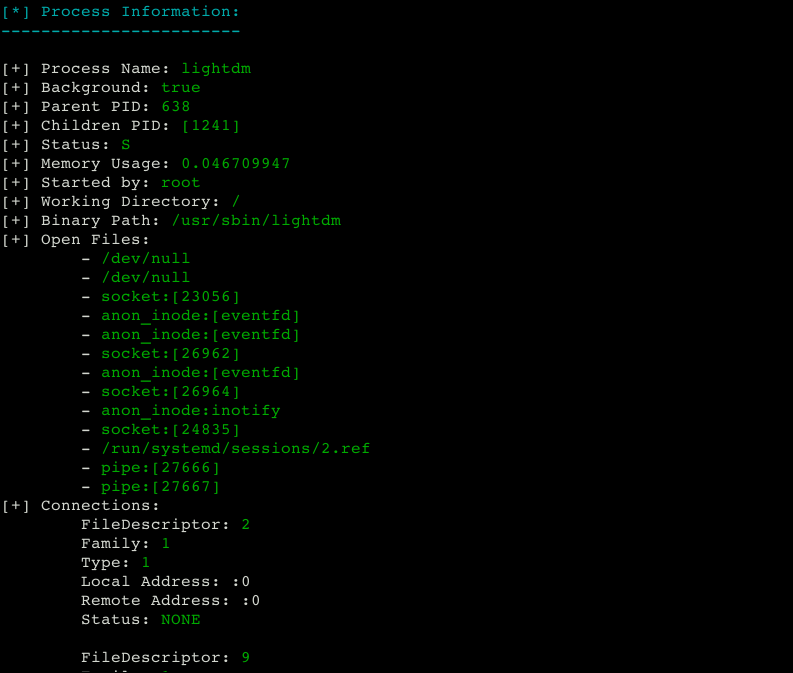 [*] Process Information:
------------------------
[+] Process Name: lightdm
[+] Background: true
[+] Parent PID: 638
[+] Children PID: [1241]
[+] Status: S
[+] Memory Usage: 0.046709947
[+] Started by: root
[+] Working Directory: /
[+] Binary Path: /usr/sbin/lightdm
[+] Open Files:
- /dev/null
- /dev/null
- socket:[23056]
- anon_inode:[eventfd]
- anon_inode:[eventfd]
- socket:[26962]
- anon_inode:[eventfd]
- socket:[26964]
- anon_inode:inotify
- socket:[24835]
- /run/systemd/sessions/2.ref
- pipe:[27666]
- pipe:[27667]
[+] Connections:
FileDescriptor: 2
Family: 1
Type: 1
Local Address: :0
Remote Address: :0
Status: NONE
FileDescriptor: 9